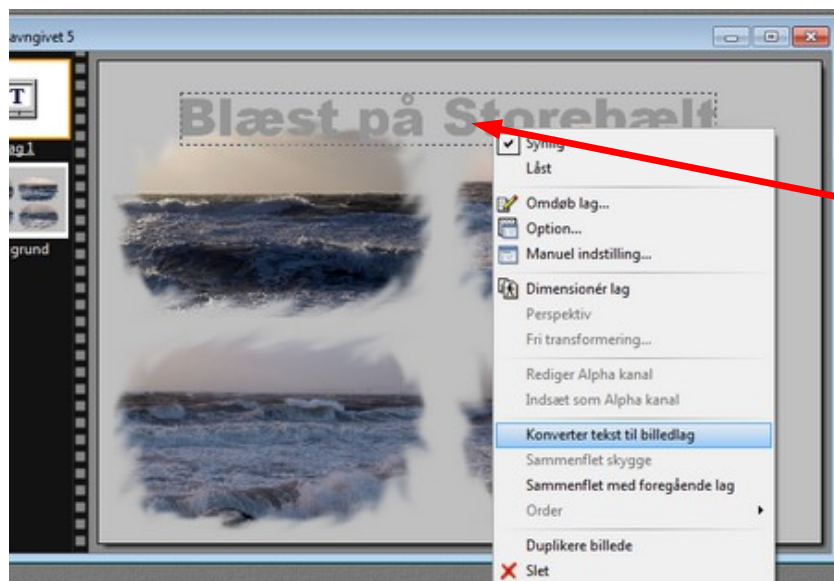 avngivet 5
T
ag 1
grund
Blæst på Storebælt
Synlig
Låst
Omdøb lag...
Option...
Manuel indstilling...
Dimensionér lag
Perspektiv
Fri transformering...
Rediger Alpha kanal
Indsæt som Alpha kanal
Konverter tekst til billedlag
Sammenflet skygge
Sammenflet med foregående lag
Order
Duplikere billede
Slet